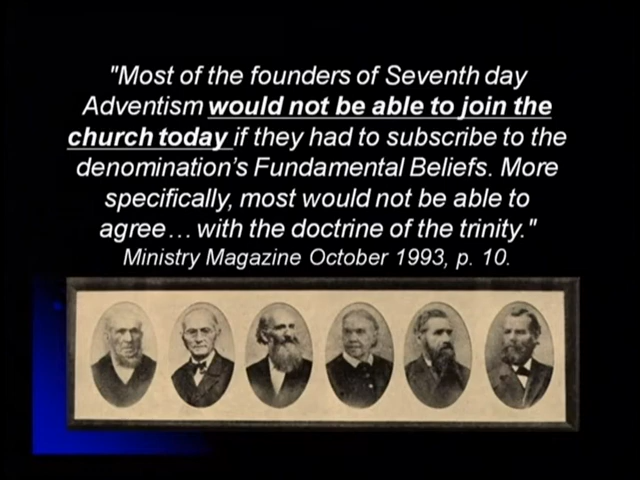 "Most of the founders of Seventh day
Adventism would not be able to join the
church today if they had to subscribe to the
denomination's Fundamental Beliefs. More
specifically, most would not be able to
agree… with the doctrine of the trinity."
Ministry Magazine October 1993, p. 10.